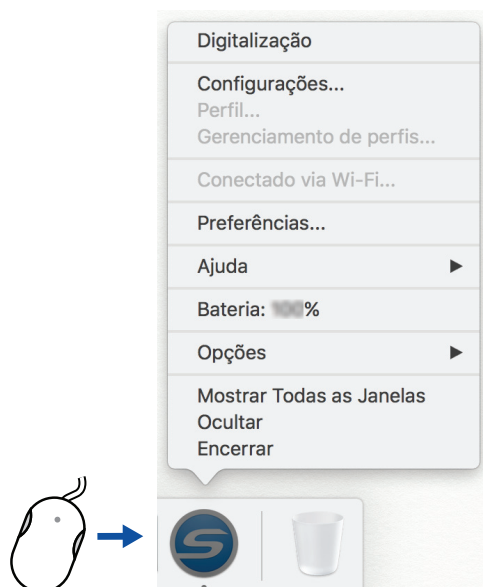 Digitalização
Configurações...
Perfil...
Gerenciamento de perfis...
Conectado via Wi-Fi...
Preferências...
Ajuda
Bateria: %
Opções
Mostrar Todas as Janelas
Ocultar
Encerrar